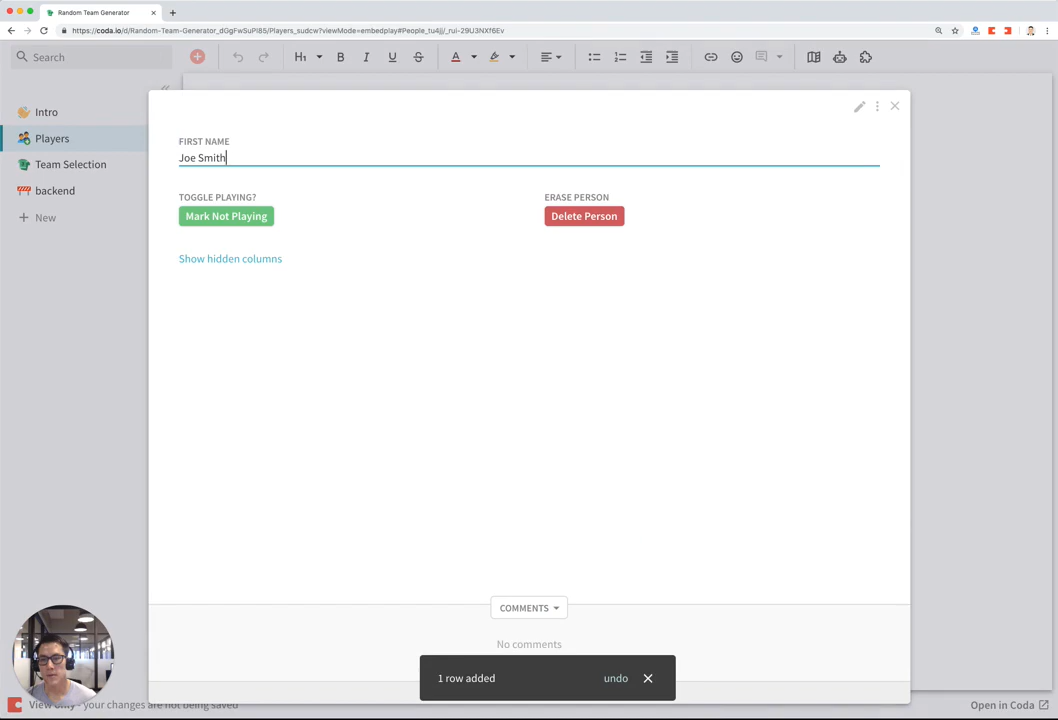 Random Team Generator
https://coda.io/d/Random-Team-Generator_dGgFwSuPl85/Players_sudcw?viewMode=embedplay#People_tu4jj/_rui-29U3NXf6Ev
Search
H1
B
I
U
S
A
Intro
Players
Team Selection
backend
New
FIRST NAME
Joe Smith
TOGGLE PLAYING?
ERASE PERSON
Mark Not Playing
Delete Person
Show hidden columns
COMMENTS
No comments
1 row added
undo
View only - your changes are not being saved
Open in Coda